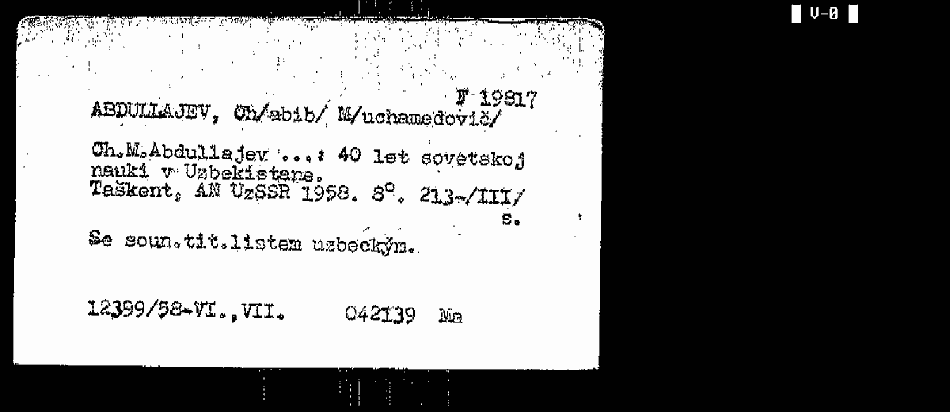 V-0
F 19817
ABDULLAJEV, Ch/abib/ M/uchamedovič/
Ch.M.Abdullajev ...: 40 let sovetskoj
nauki v Uzbekistane.
Taškent, AN UzSSR 1958. 8°. 213-/III/
s.
Se soun.tit.listem uzbeckým.
12399/58-VI.,VII. 042139 Ma